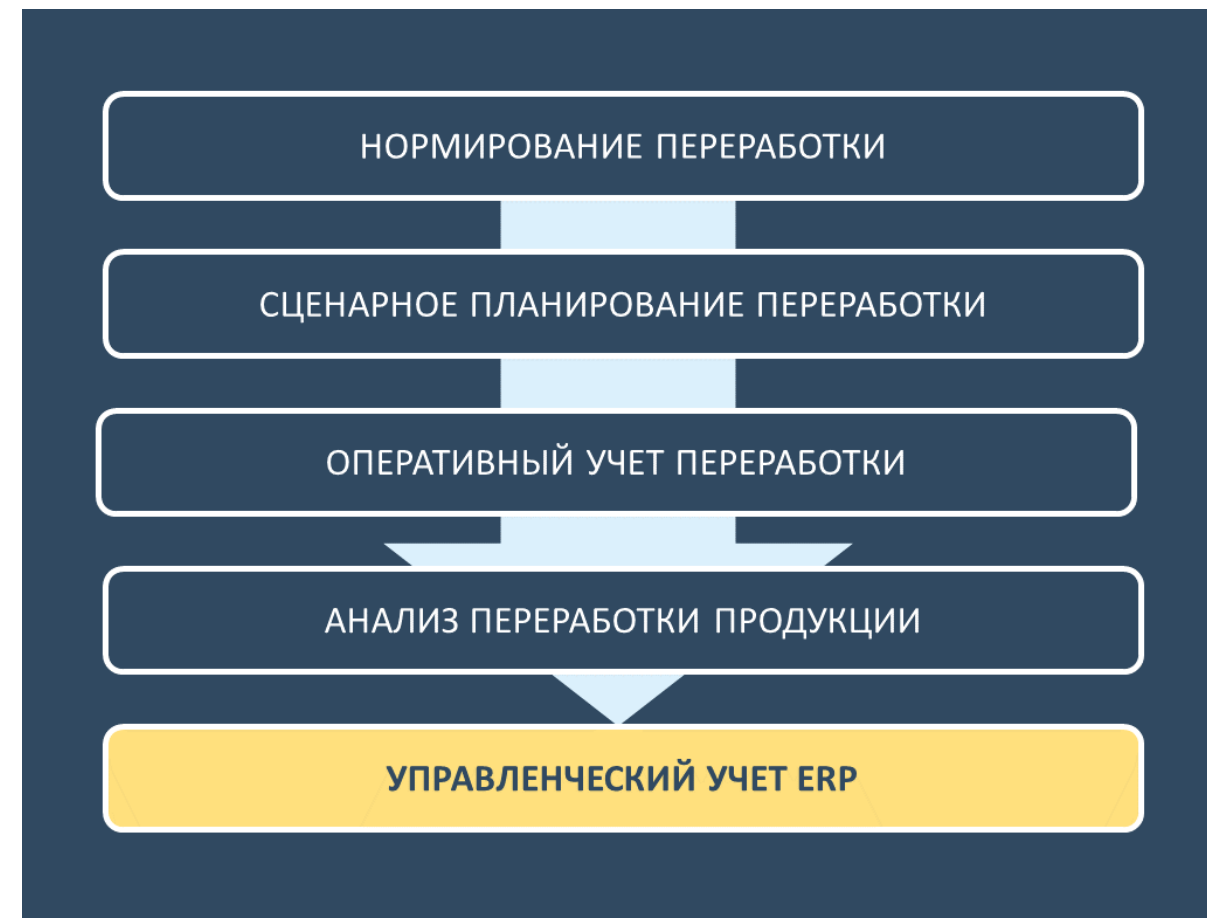 НОРМИРОВАНИЕ ПЕРЕРАБОТКИ
СЦЕНАРНОЕ ПЛАНИРОВАНИЕ ПЕРЕРАБОТКИ
ОПЕРАТИВНЫЙ УЧЕТ ПЕРЕРАБОТКИ
АНАЛИЗ ПЕРЕРАБОТКИ ПРОДУКЦИИ
УПРАВЛЕНЧЕСКИЙ УЧЕТ ERP